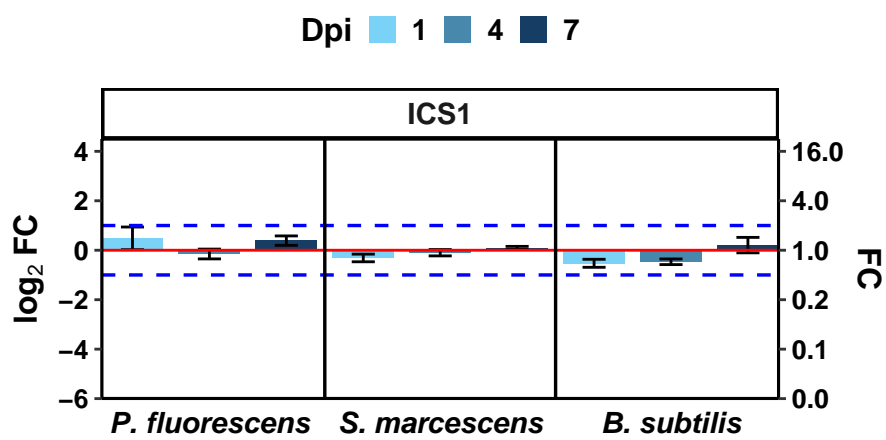 Dpi 1 4 7
ICS1
4 16.0
2 4.0
0 1.0
−2 0.2
−4 0.1
−6 0.0
log₂ FC
FC
P. fluorescens S. marcescens B. subtilis